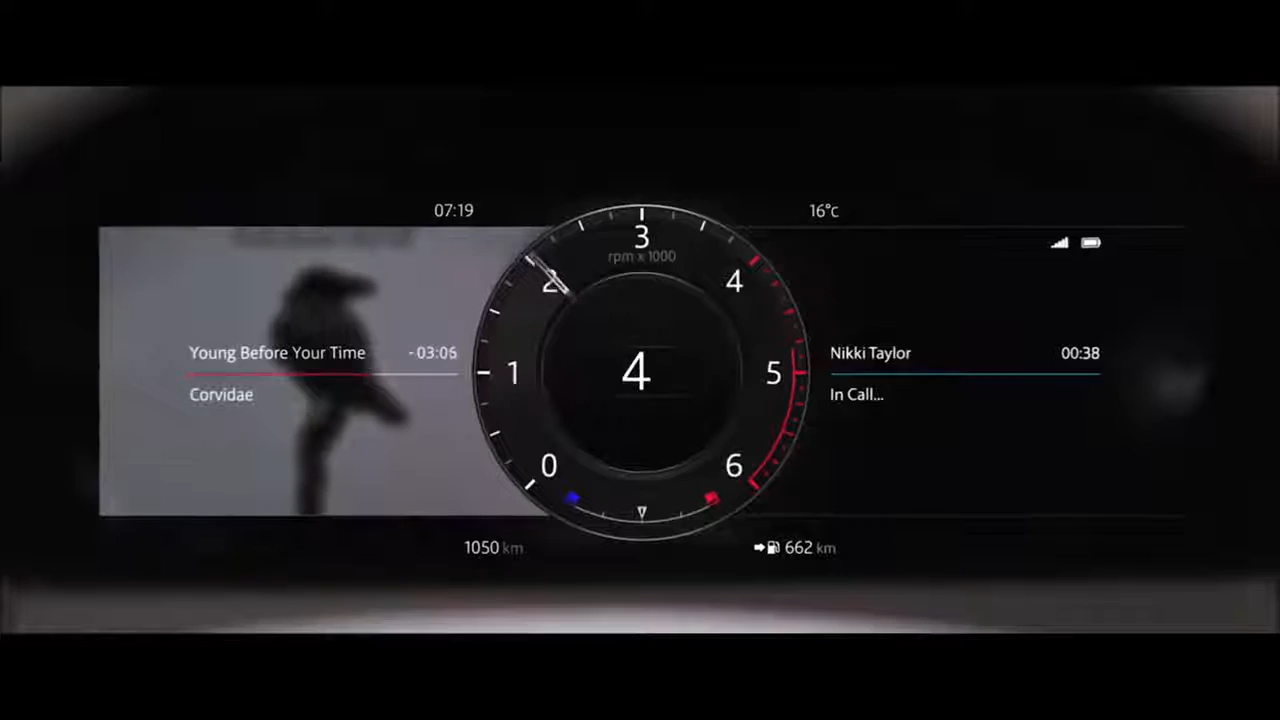 07:19
16°c
3
rpm x 1000
2
4
Young Before Your Time
- 03:06
1
4
5
Nikki Taylor
00:38
Corvidae
In Call...
0
6
1050 km
662 km